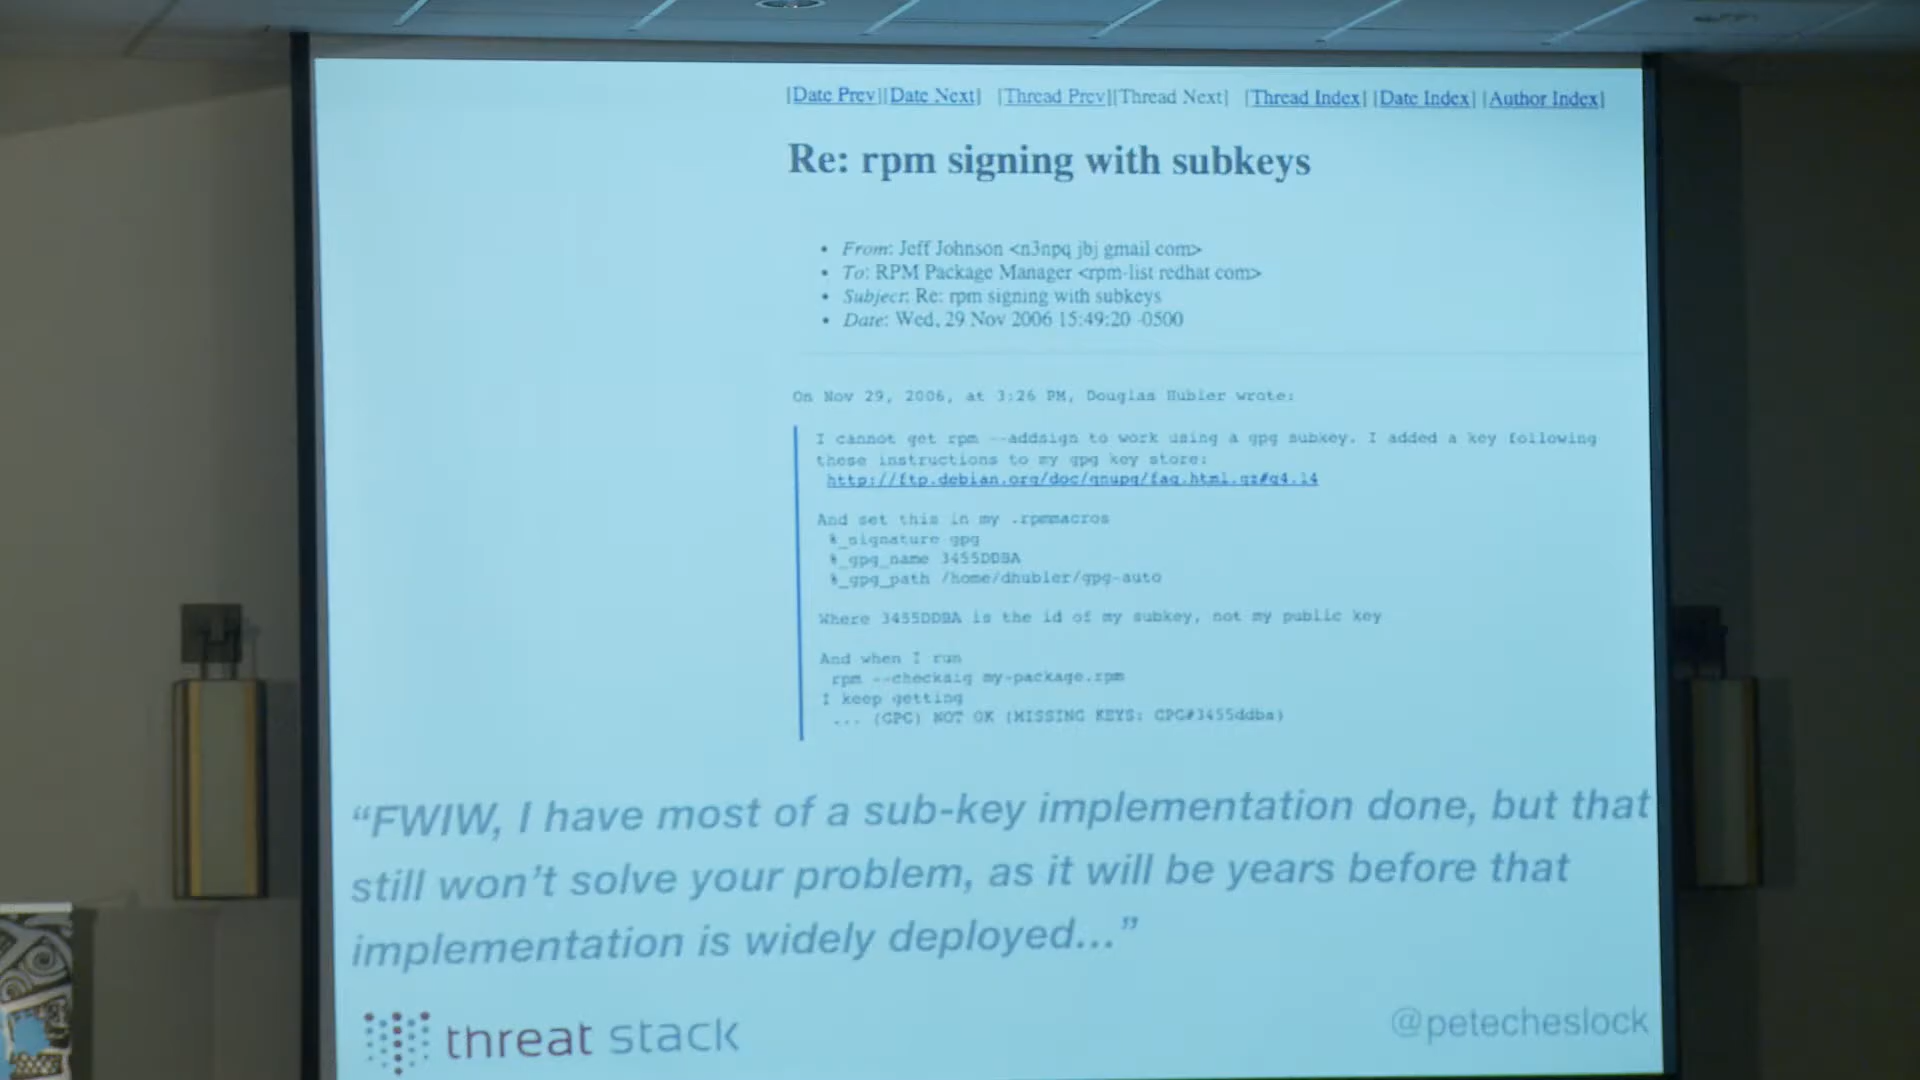 [Date Prev][Date Next] [Thread Prev][Thread Next] [Thread Index] [Date Index] [Author Index]
Re: rpm signing with subkeys
• From: Jeff Johnson <n3npq jbj gmail com>
• To: RPM Package Manager <rpm-list redhat com>
• Subject: Re: rpm signing with subkeys
• Date: Wed, 29 Nov 2006 15:49:20 -0500
On Nov 29, 2006, at 3:26 PM, Douglas Hubler wrote:
I cannot get rpm --addsign to work using a gpg subkey. I added a key following
these instructions to my gpg key store:
http://ftp.debian.org/doc/gnupg/faq.html.gz#q4.14
And set this in my .rpmmacros
%_signature gpg
%_gpg_name 3455DDBA
%_gpg_path /home/dhubler/gpg-auto
Where 3455DDBA is the id of my subkey, not my public key
And when I run
rpm --checksig my-package.rpm
I keep getting
... (GPG) NOT OK (MISSING KEYS: GPG#3455ddba)
“FWIW, I have most of a sub-key implementation done, but that
still won’t solve your problem, as it will be years before that
implementation is widely deployed...”
threat stack
@petecheslock